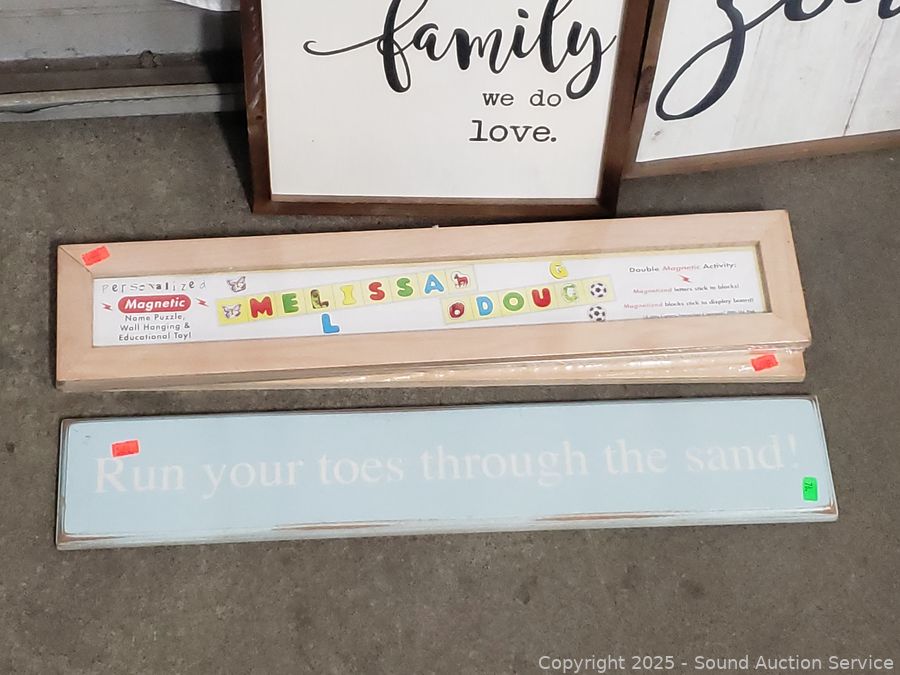 family
we do
love.
Personalized
Magnetic
Name Puzzle,
Wall Hanging &
Educational Toy!
MELISSA
L
G
DOUG
Double Magnetic Activity:
Magnetized letters stick to blocks!
Magnetized blocks stick to display board!
Run your toes through the sand!
Copyright © 2025 - Sound Auction Service